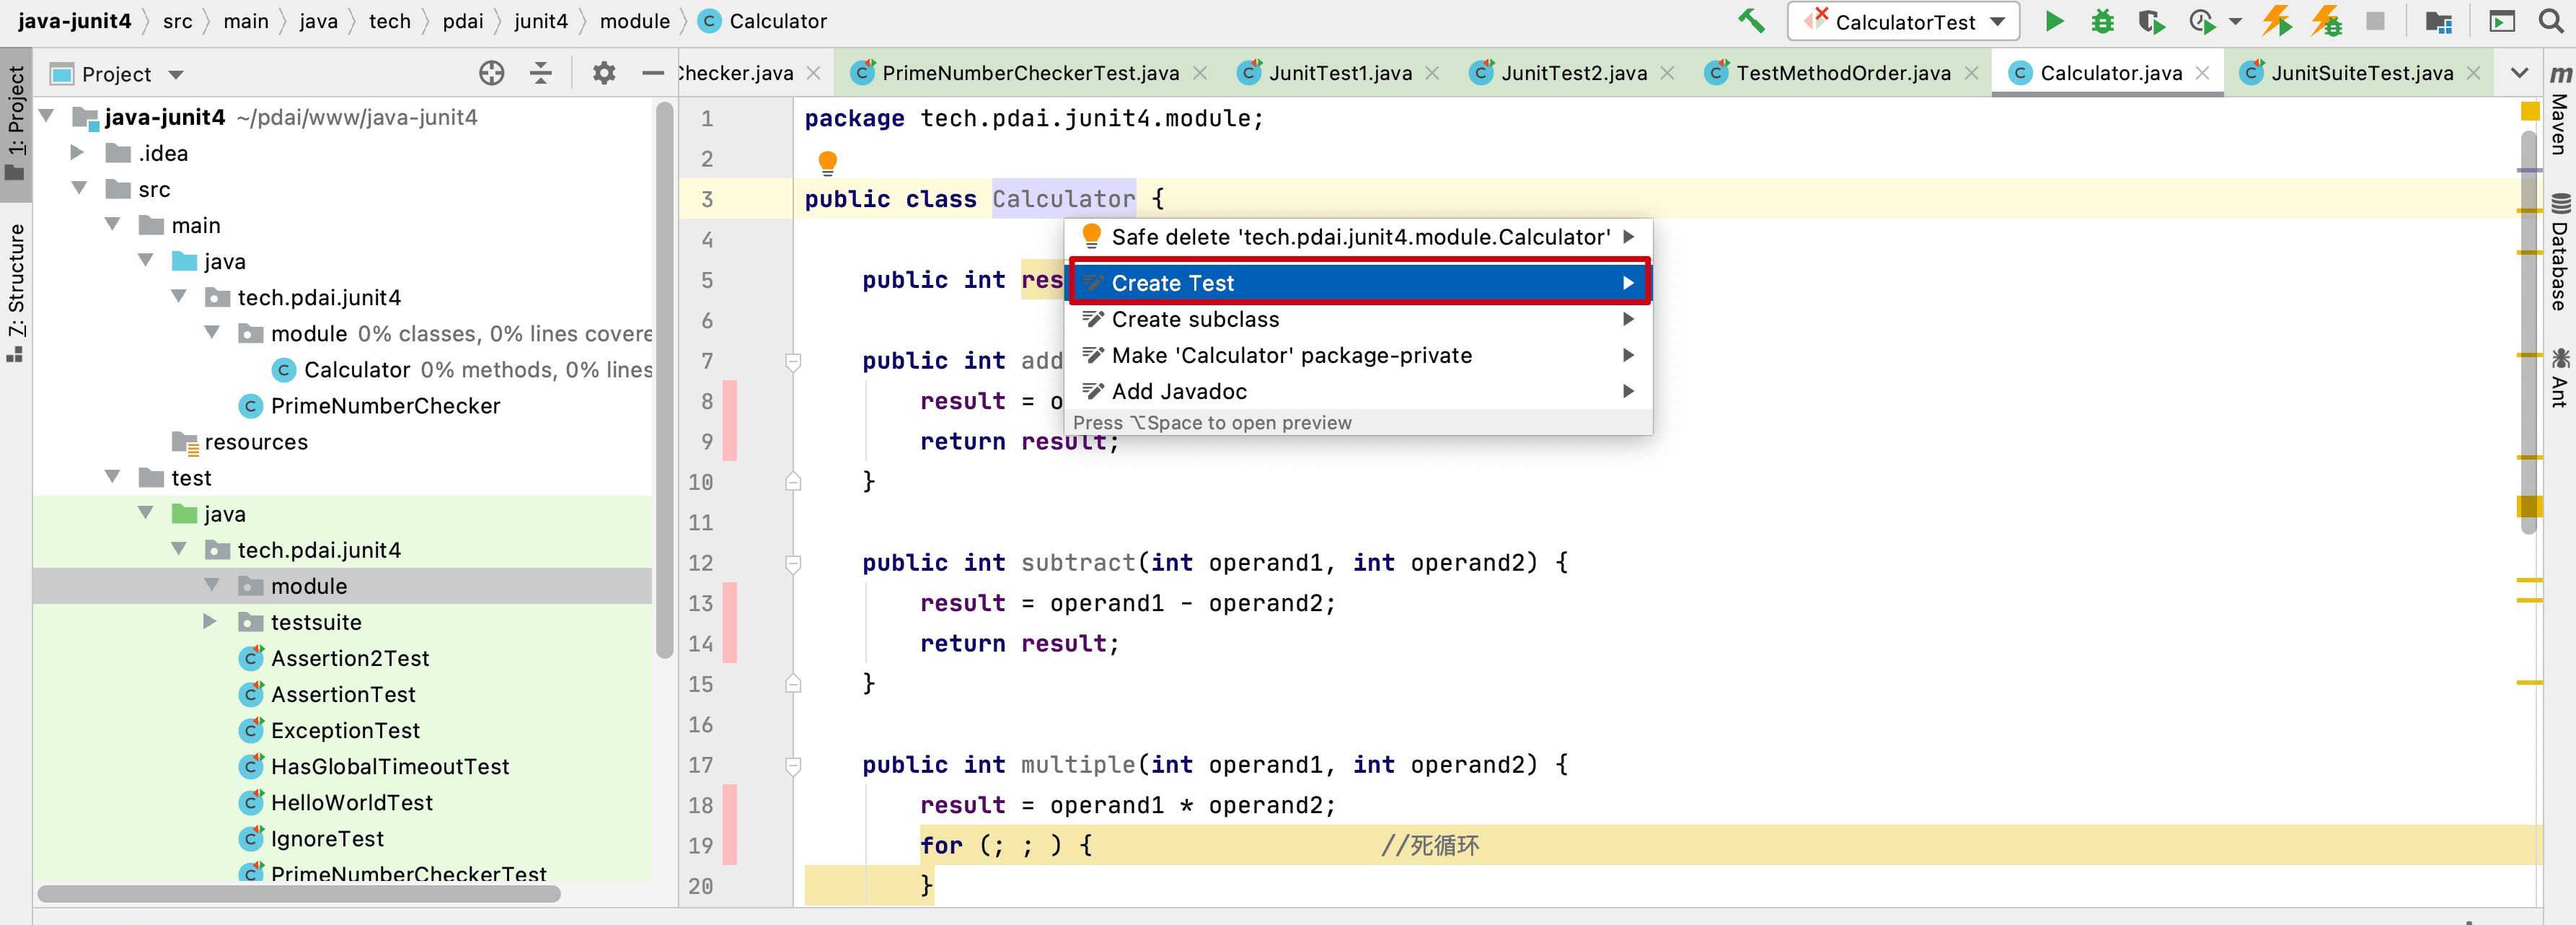 java-junit4 src main java tech pdai junit4 module Calculator
CalculatorTest
1: Project
7: Structure
Project
java-junit4 ~/pdai/www/java-junit4
.idea
src
main
java
tech.pdai.junit4
module 0% classes, 0% lines covere
Calculator 0% methods, 0% lines
PrimeNumberChecker
resources
test
java
tech.pdai.junit4
module
testsuite
Assertion2Test
AssertionTest
ExceptionTest
HasGlobalTimeoutTest
HelloWorldTest
IgnoreTest
PrimeNumberCheckerTest
Checker.java PrimeNumberCheckerTest.java JunitTest1.java JunitTest2.java TestMethodOrder.java Calculator.java JunitSuiteTest.java
1 package tech.pdai.junit4.module;
2
3 public class Calculator {
4
5 public int res
6
7 public int add
8 result = o
9 return result;
10 }
11
12 public int subtract(int operand1, int operand2) {
13 result = operand1 - operand2;
14 return result;
15 }
16
17 public int multiple(int operand1, int operand2) {
18 result = operand1 * operand2;
19 for (; ; ) { //死循环
20 }
Safe delete 'tech.pdai.junit4.module.Calculator'
Create Test
Create subclass
Make 'Calculator' package-private
Add Javadoc
Press ⌥Space to open preview
m Maven
Database
Ant